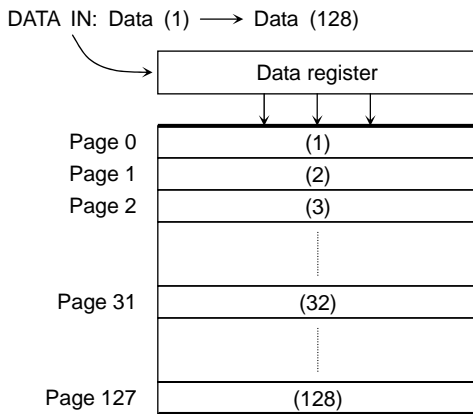 DATA IN: Data (1) → Data (128)
Data register
Page 0 (1)
Page 1 (2)
Page 2 (3)
Page 31 (32)
Page 127 (128)